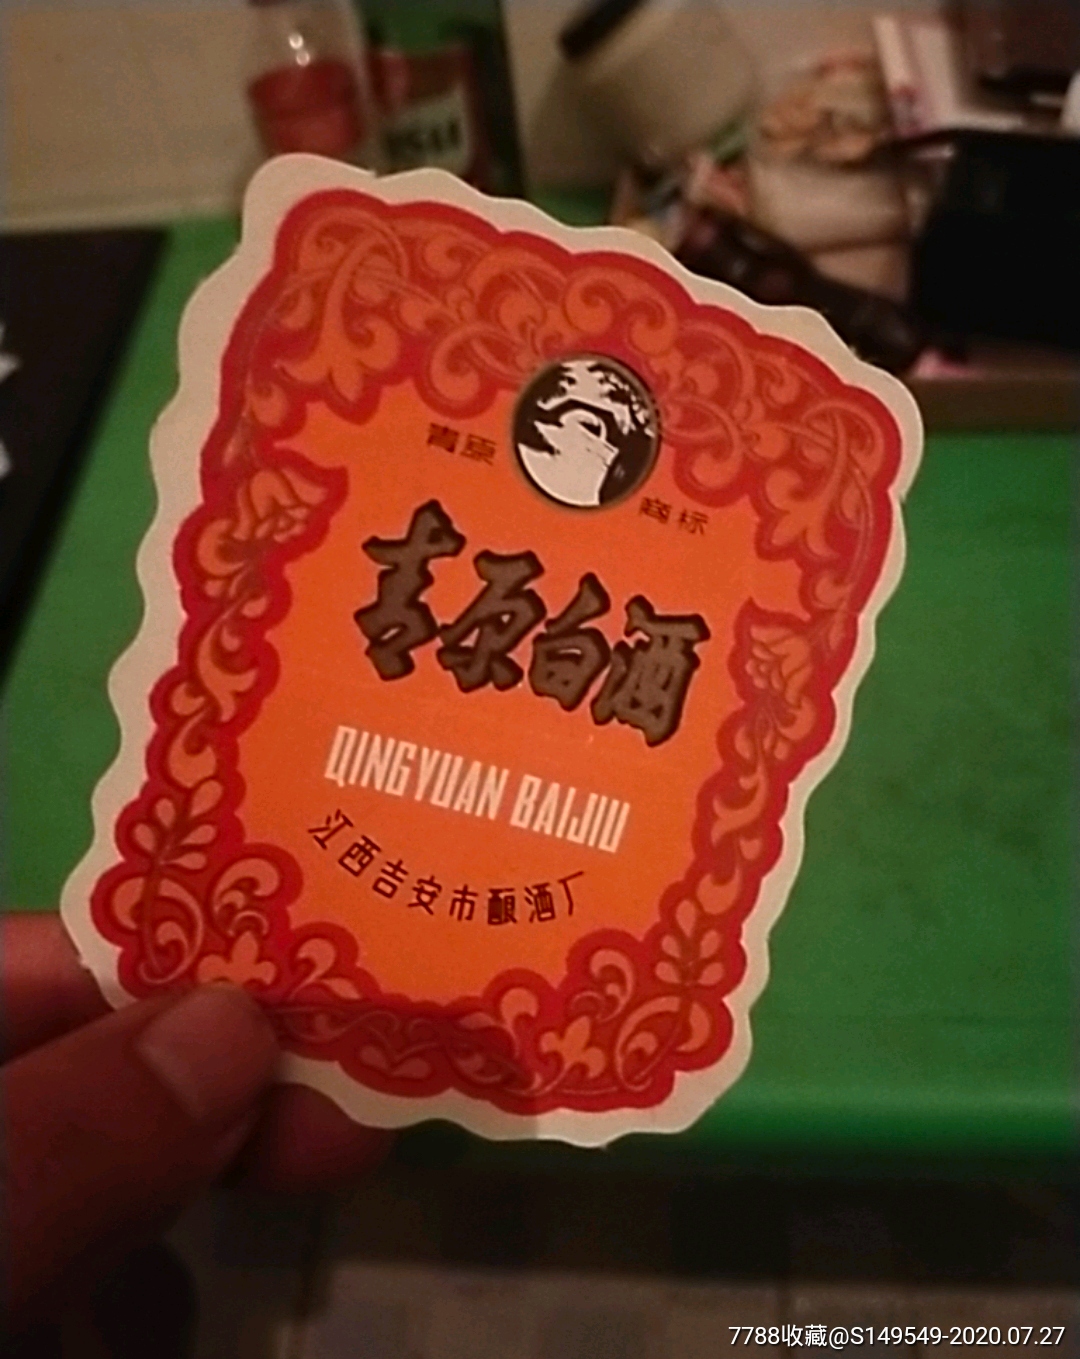 青原 商标
青原白酒
QINGYUAN BAIJIU
江西吉安市酿酒厂
7788收藏@S149549-2020.07.27